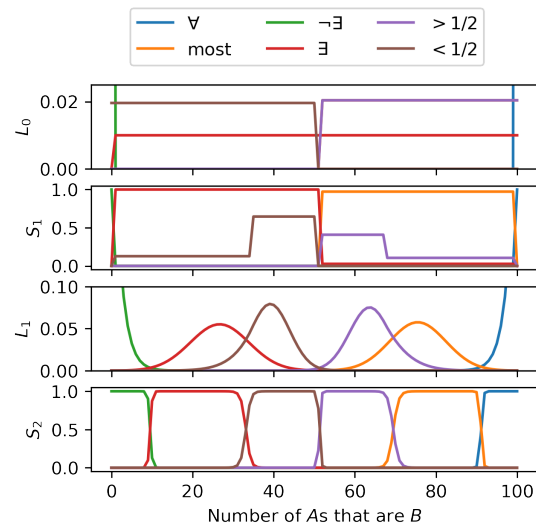 ∀ ¬∃ > 1/2
most ∃ < 1/2
0.02
0.00
L₀
1.0
0.5
0.0
S₁
0.10
0.05
0.00
L₁
1.0
0.5
0.0
S₂
0 20 40 60 80 100
Number of As that are B